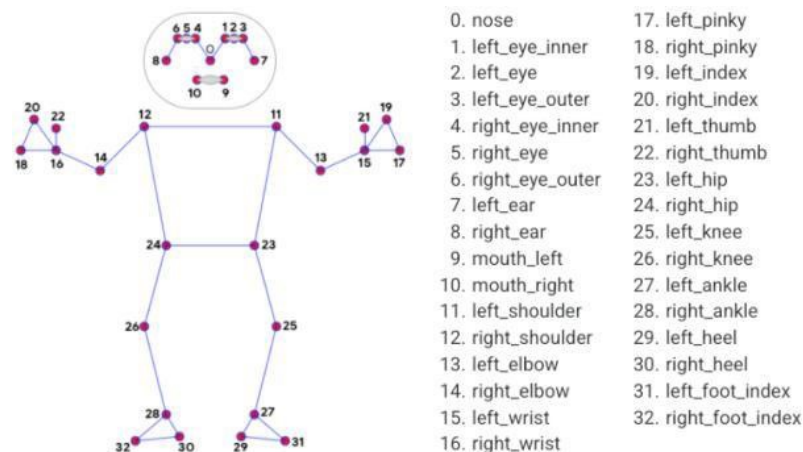 6 5 4 1 2 3
0
8 7
10 9
20 22 12 11 21 19
18 16 14 13 15 17
24 23
26 25
28 27
32 30 29 31
0. nose
1. left_eye_inner
2. left_eye
3. left_eye_outer
4. right_eye_inner
5. right_eye
6. right_eye_outer
7. left_ear
8. right_ear
9. mouth_left
10. mouth_right
11. left_shoulder
12. right_shoulder
13. left_elbow
14. right_elbow
15. left_wrist
16. right_wrist
17. left_pinky
18. right_pinky
19. left_index
20. right_index
21. left_thumb
22. right_thumb
23. left_hip
24. right_hip
25. left_knee
26. right_knee
27. left_ankle
28. right_ankle
29. left_heel
30. right_heel
31. left_foot_index
32. right_foot_index